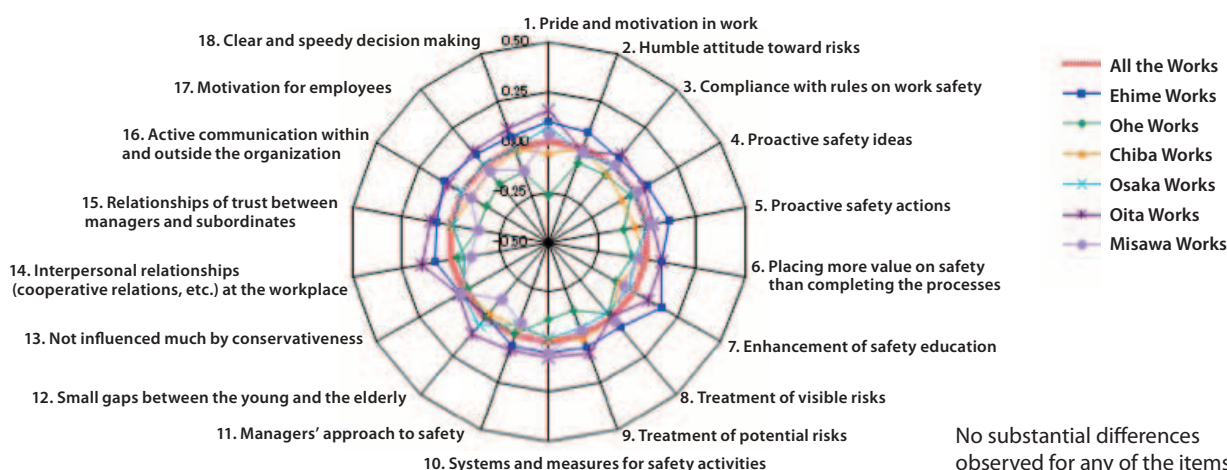 1. Pride and motivation in work
2. Humble attitude toward risks
3. Compliance with rules on work safety
4. Proactive safety ideas
5. Proactive safety actions
6. Placing more value on safety
than completing the processes
7. Enhancement of safety education
8. Treatment of visible risks
9. Treatment of potential risks
10. Systems and measures for safety activities
11. Managers' approach to safety
12. Small gaps between the young and the elderly
13. Not influenced much by conservativeness
14. Interpersonal relationships
(cooperative relations, etc.) at the workplace
15. Relationships of trust between
managers and subordinates
16. Active communication within
and outside the organization
17. Motivation for employees
18. Clear and speedy decision making
0.50
0.25
0.00
-0.25
-0.50
All the Works
Ehime Works
Ohe Works
Chiba Works
Osaka Works
Oita Works
Misawa Works
No substantial differences
observed for any of the items